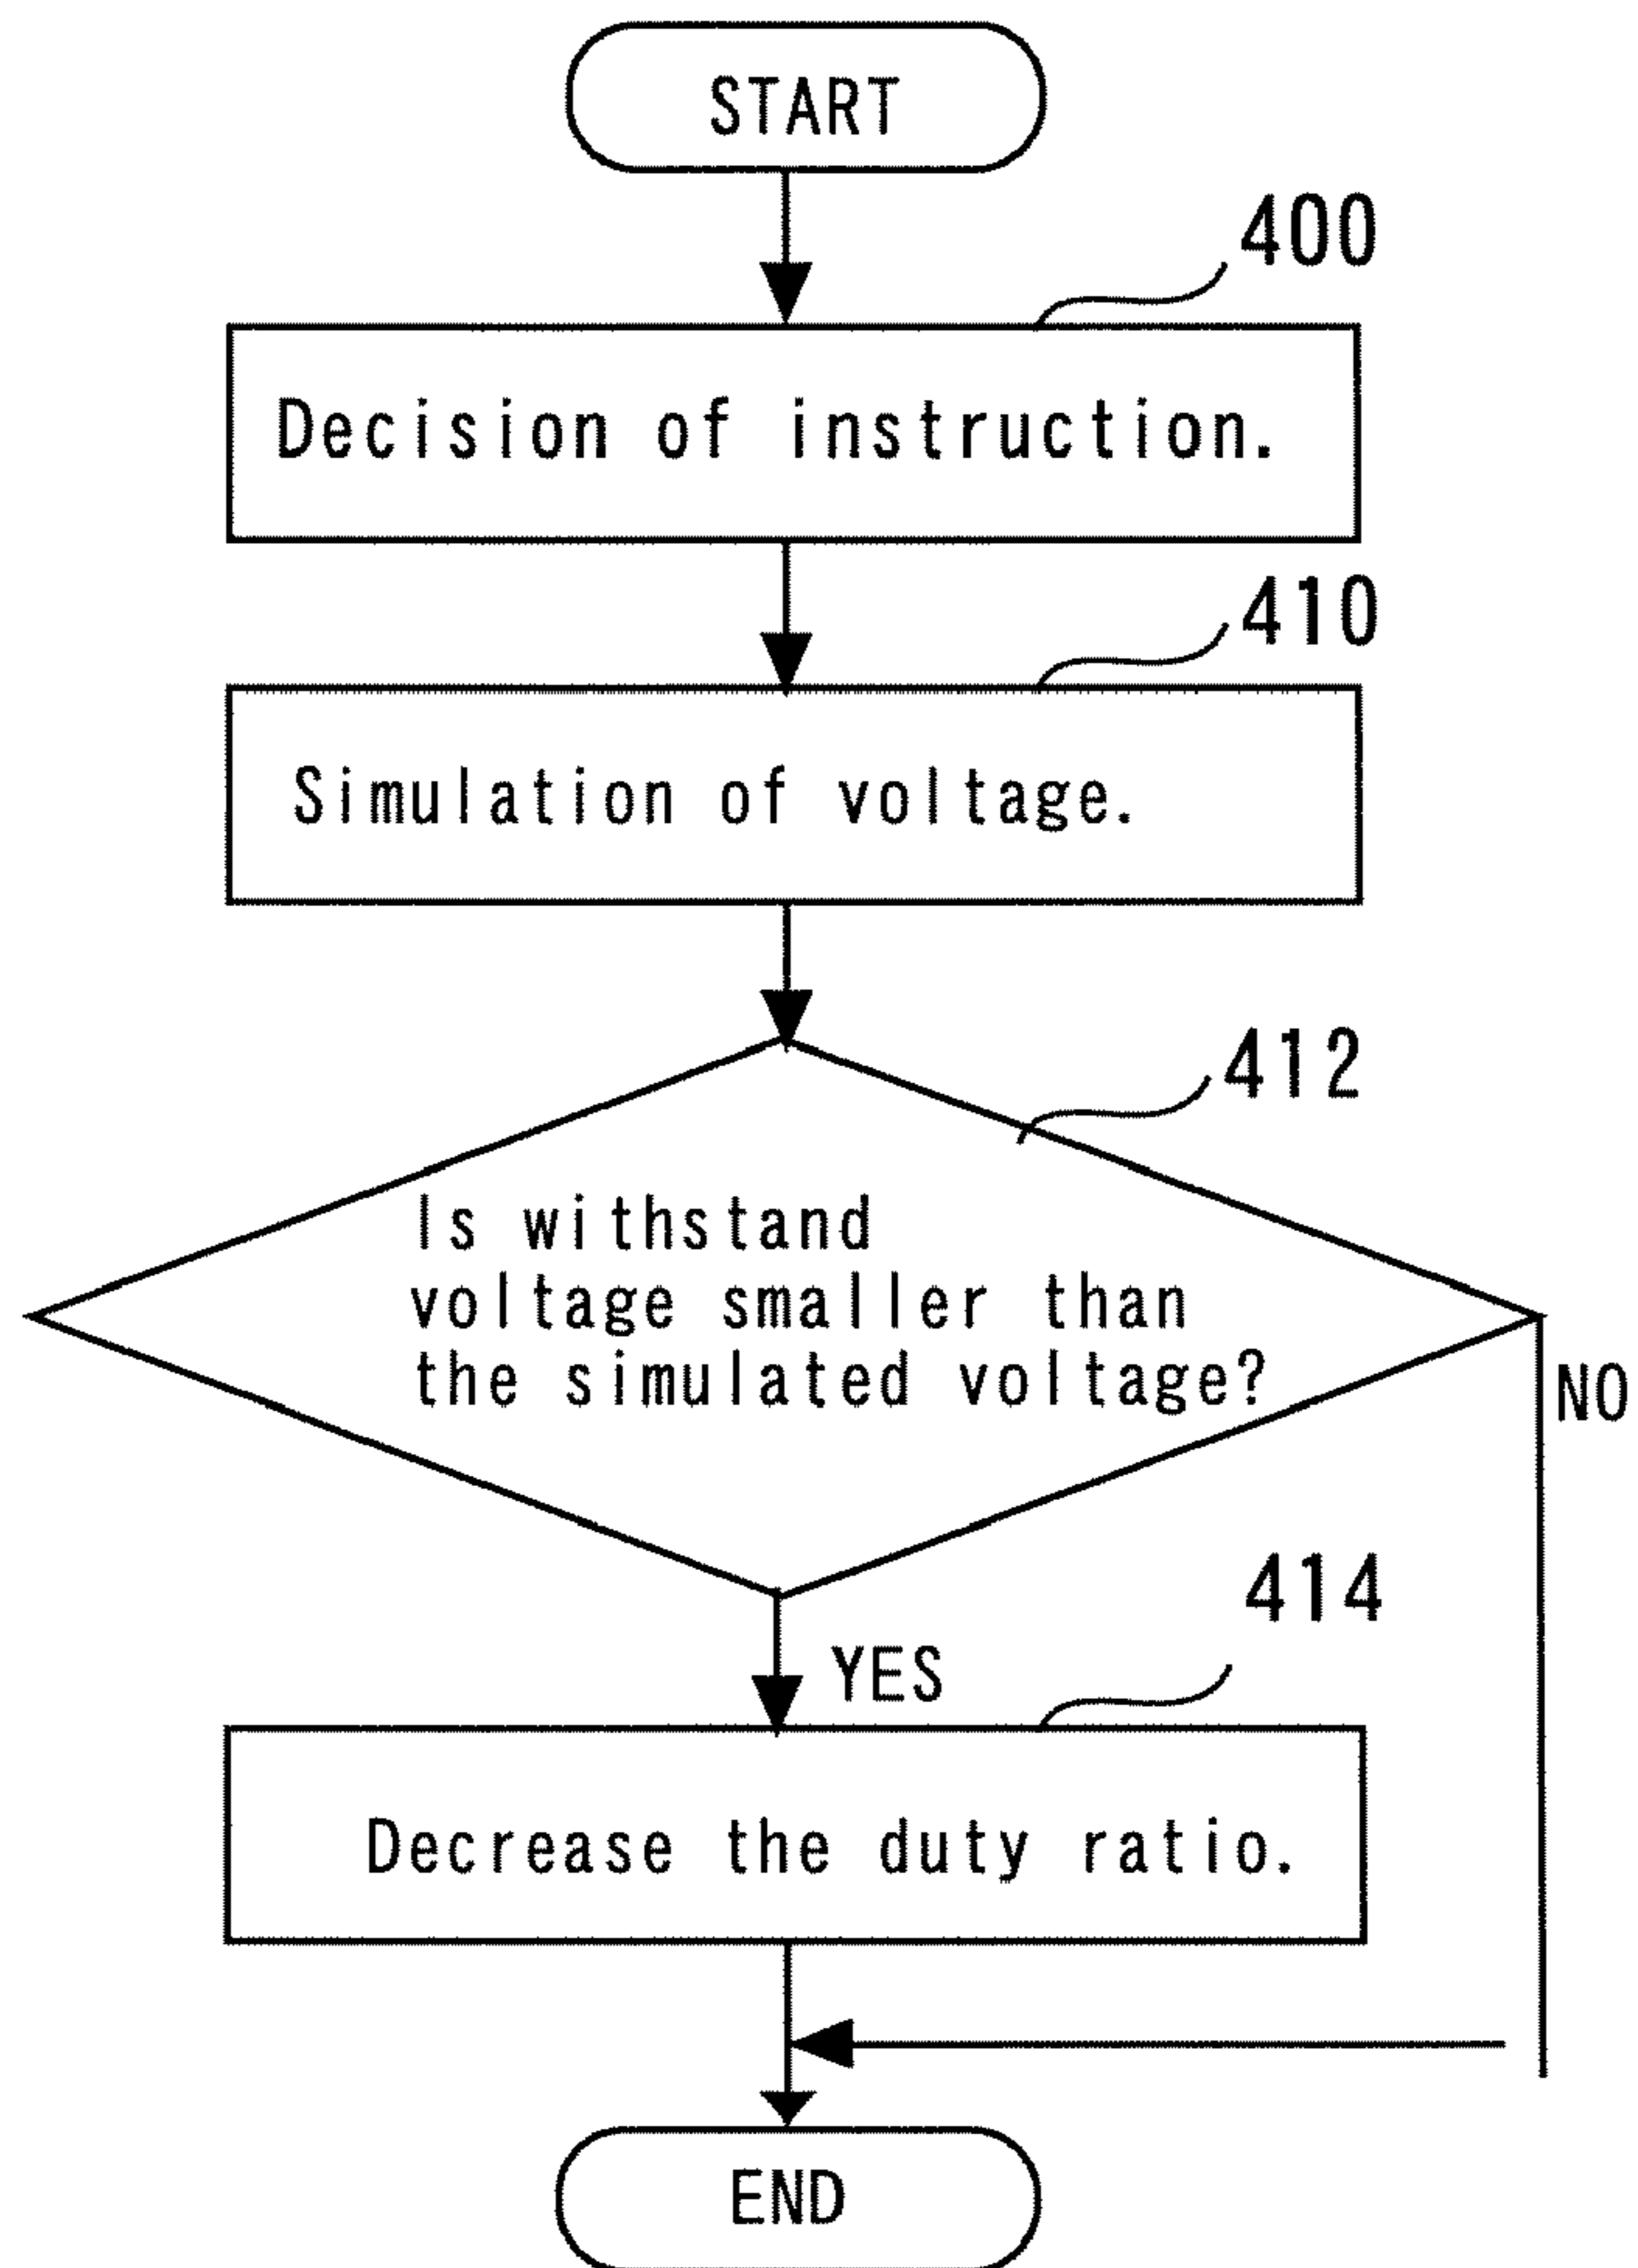 START
400
Decision of instruction.
410
Simulation of voltage.
412
Is withstand
voltage smaller than
the simulated voltage?
NO
414
YES
Decrease the duty ratio.
END